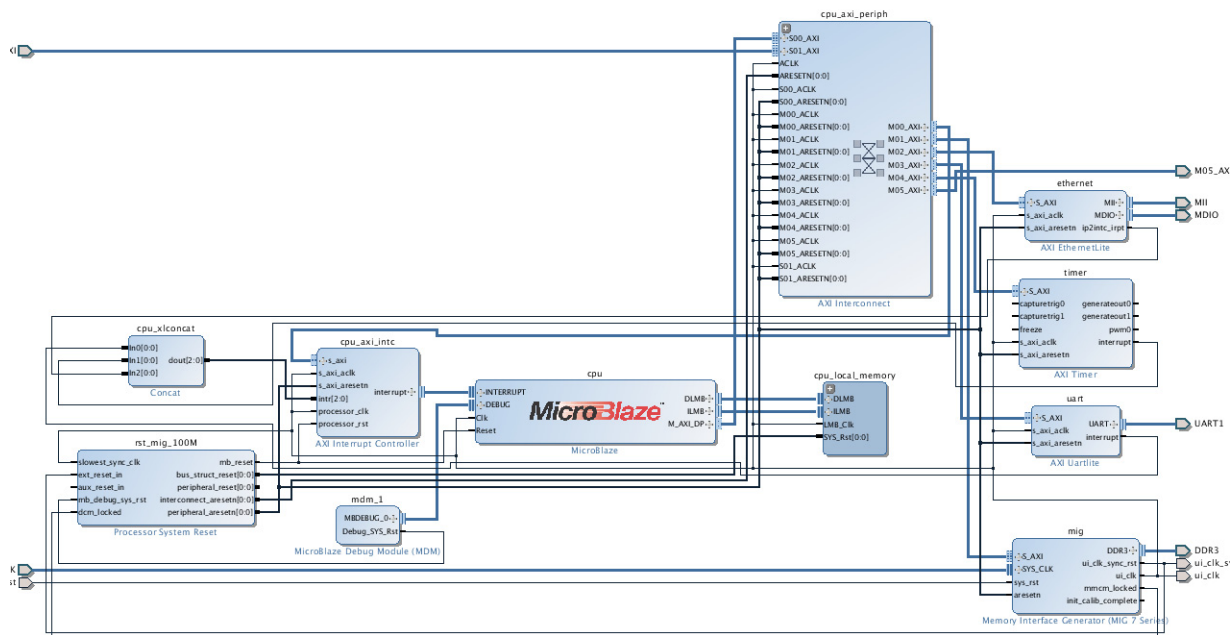 cpu_axi_periph
S00_AXI
S01_AXI
ACLK
ARESETN[0:0]
S00_ACLK
S00_ARESETN[0:0]
M00_ACLK
M00_ARESETN[0:0]
M01_ACLK
M01_ARESETN[0:0]
M02_ACLK
M02_ARESETN[0:0]
M03_ACLK
M03_ARESETN[0:0]
M04_ACLK
M04_ARESETN[0:0]
M05_ACLK
M05_ARESETN[0:0]
S01_ACLK
S01_ARESETN[0:0]
M00_AXI
M01_AXI
M02_AXI
M03_AXI
M04_AXI
M05_AXI
AXI Interconnect
M05_AX
ethernet
S_AXI
s_axi_aclk
s_axi_aresetn
MII
MDIO
ip2intc_irpt
AXI EthernetLite
MII
MDIO
timer
S_AXI
capturetrig0
capturetrig1
freeze
s_axi_aclk
s_axi_aresetn
generateout0
generateout1
pwm0
interrupt
AXI Timer
cpu_xlconcat
In0[0:0]
In1[0:0]
In2[0:0]
dout[2:0]
Concat
cpu_axi_intc
s_axi
s_axi_aclk
s_axi_aresetn
intr[2:0]
processor_clk
processor_rst
interrupt
AXI Interrupt Controller
cpu
INTERRUPT
DEBUG
Clk
Reset
MicroBlaze™
DLMB
ILMB
M_AXI_DP
MicroBlaze
cpu_local_memory
DLMB
ILMB
LMB_Clk
SYS_Rst[0:0]
uart
S_AXI
s_axi_aclk
s_axi_aresetn
UART
interrupt
AXI Uartlite
UART1
rst_mig_100M
slowest_sync_clk
ext_reset_in
aux_reset_in
mb_debug_sys_rst
dcm_locked
mb_reset
bus_struct_reset[0:0]
peripheral_reset[0:0]
interconnect_aresetn[0:0]
peripheral_aresetn[0:0]
Processor System Reset
mdm_1
MBDEBUG_0
Debug_SYS_Rst
MicroBlaze Debug Module (MDM)
mig
S_AXI
SYS_CLK
sys_rst
aresetn
DDR3
ui_clk_sync_rst
ui_clk
mmcm_locked
init_calib_complete
Memory Interface Generator (MIG 7 Series)
DDR3
ui_clk_s
ui_clk